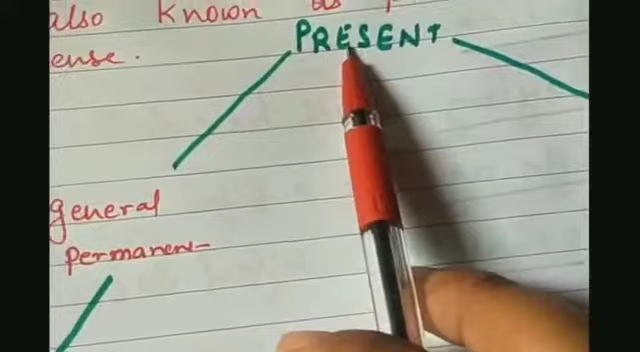 also known as
ense.
PRESENT
general
permanent